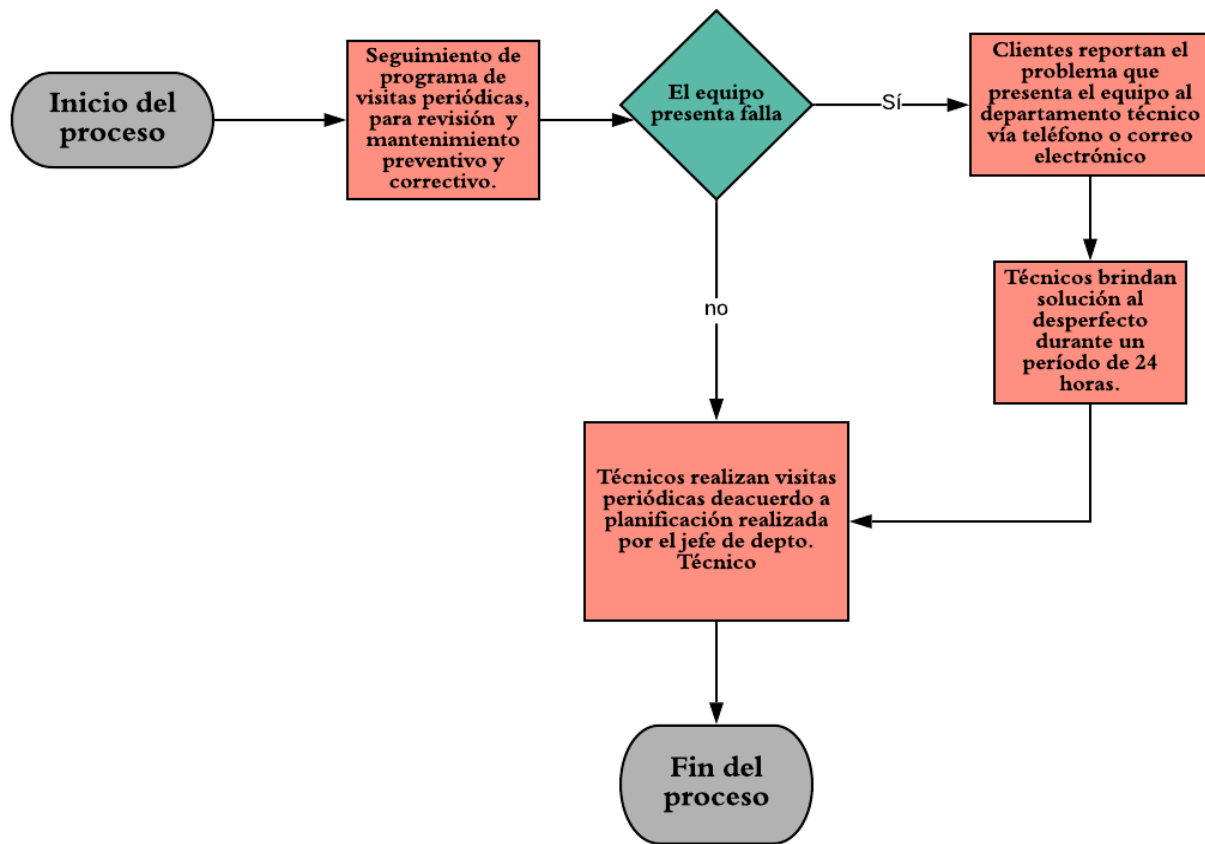 Inicio del
proceso
Seguimiento de
programa de
visitas periódicas,
para revisión y
mantenimiento
preventivo y
correctivo.
El equipo
presenta falla
Sí
Clientes reportan el
problema que
presenta el equipo al
departamento técnico
vía teléfono o correo
electrónico
Técnicos brindan
solución al
desperfecto
durante un
período de 24
horas.
no
Técnicos realizan visitas
periódicas deacuerdo a
planificación realizada
por el jefe de depto.
Técnico
Fin del
proceso